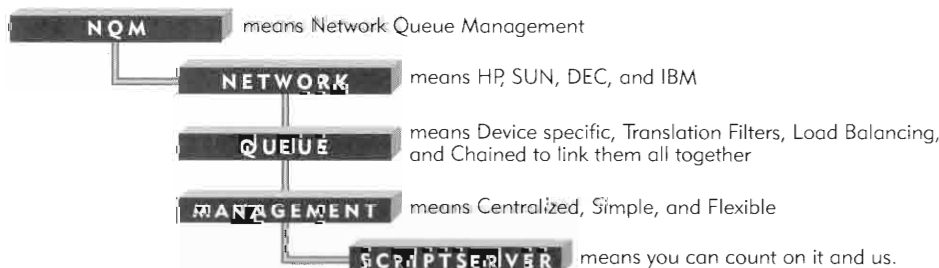 NQM means Network Queue Management
NETWORK means HP, SUN, DEC, and IBM
QUEUE means Device specific, Translation Filters, Load Balancing,
and Chained to link them all together
MANAGEMENT means Centralized, Simple, and Flexible
SCRIPTSERVER means you can count on it and us.